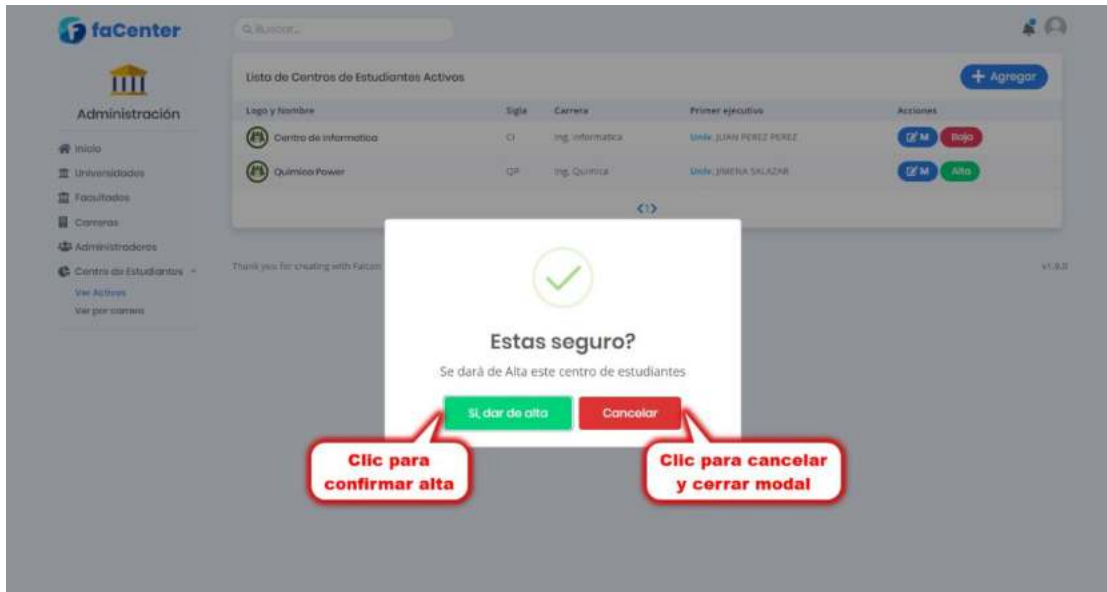 faCenter
Buscar...
Administración
Inicio
Universidades
Facultades
Carreras
Administradores
Centro de Estudiantes
Ver Activos
Ver por carrera
Lista de Centros de Estudiantes Activos
+ Agregar
Logo y Nombre Sigla Carrera Primer ejecutivo Acciones
Centro de informatica CI Ing. Informatica Univ. JUAN PEREZ PEREZ M Baja
Quimica Power QP Ing. Quimica Univ. JIMENA SALAZAR M Alta
1
Thank you for creating with Falcon
v1.9.0
Estas seguro?
Se dará de Alta este centro de estudiantes
Si, dar de alta
Cancelar
Clic para
confirmar alta
Clic para cancelar
y cerrar modal